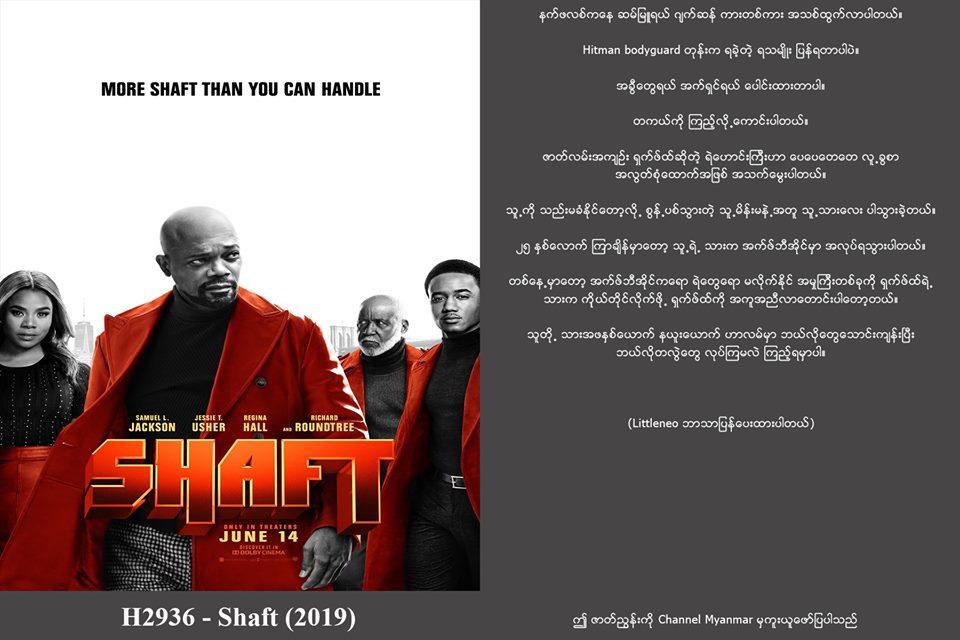 MORE SHAFT THAN YOU CAN HANDLE
SAMUEL L. JACKSON
JESSIE T. USHER
REGINA HALL
AND RICHARD ROUNDTREE
SHAFT
ONLY IN THEATERS
JUNE 14
DISCOVER IT IN
DOLBY CINEMA
H2936 - Shaft (2019)
နက်ဖလစ်ကနေ ဆမ်မြူရယ် ဂျက်ဆန် ကားတစ်ကား အသစ်ထွက်လာပါတယ်။
Hitman bodyguard တုန်းက ရခဲ့တဲ့ ရသမျိုး ပြန်ရတာပါပဲ။
အခွီတွေရယ် အက်ရှင်ရယ် ပေါင်းထားတာပါ။
တကယ်ကို ကြည့်လို့ကောင်းပါတယ်။
ဇာတ်လမ်းအကျဉ်း ရှက်ဖ်ထ်ဆိုတဲ့ ရဲဟောင်းကြီးဟာ ပေပေတေတေ လူ့ခွစာ
အလွတ်စုံထောက်အဖြစ် အသက်မွေးပါတယ်။
သူ့ကို သည်းမခံနိုင်တော့လို့ စွန့်ပစ်သွားတဲ့ သူ့မိန်းမနဲ့အတူ သူ့သားလေး ပါသွားခဲ့တယ်။
၂၅ နှစ်လောက် ကြာချိန်မှာတော့ သူ့ရဲ့ သားက အက်ဖ်ဘီအိုင်မှာ အလုပ်ရသွားပါတယ်။
တစ်နေ့မှာတော့ အက်ဖ်ဘီအိုင်ကရော ရဲတွေရော မလိုက်နိုင် အမှုကြီးတစ်ခုကို ရှက်ဖ်ထ်ရဲ့
သားက ကိုယ်တိုင်လိုက်ဖို့ ရှက်ဖ်ထ်ကို အကူအညီလာတောင်းပါတော့တယ်။
သူတို့ သားအဖနှစ်ယောက် နယူးယောက် ဟာလမ်မှာ ဘယ်လိုတွေသောင်းကျန်းပြီး
ဘယ်လိုတလွဲတွေ လုပ်ကြမလဲ ကြည့်ရမှာပါ။
(Littleneo ဘာသာပြန်ပေးထားပါတယ်)
ဤ ဇာတ်ညွှန်းကို Channel Myanmar မှကူးယူဖော်ပြပါသည်